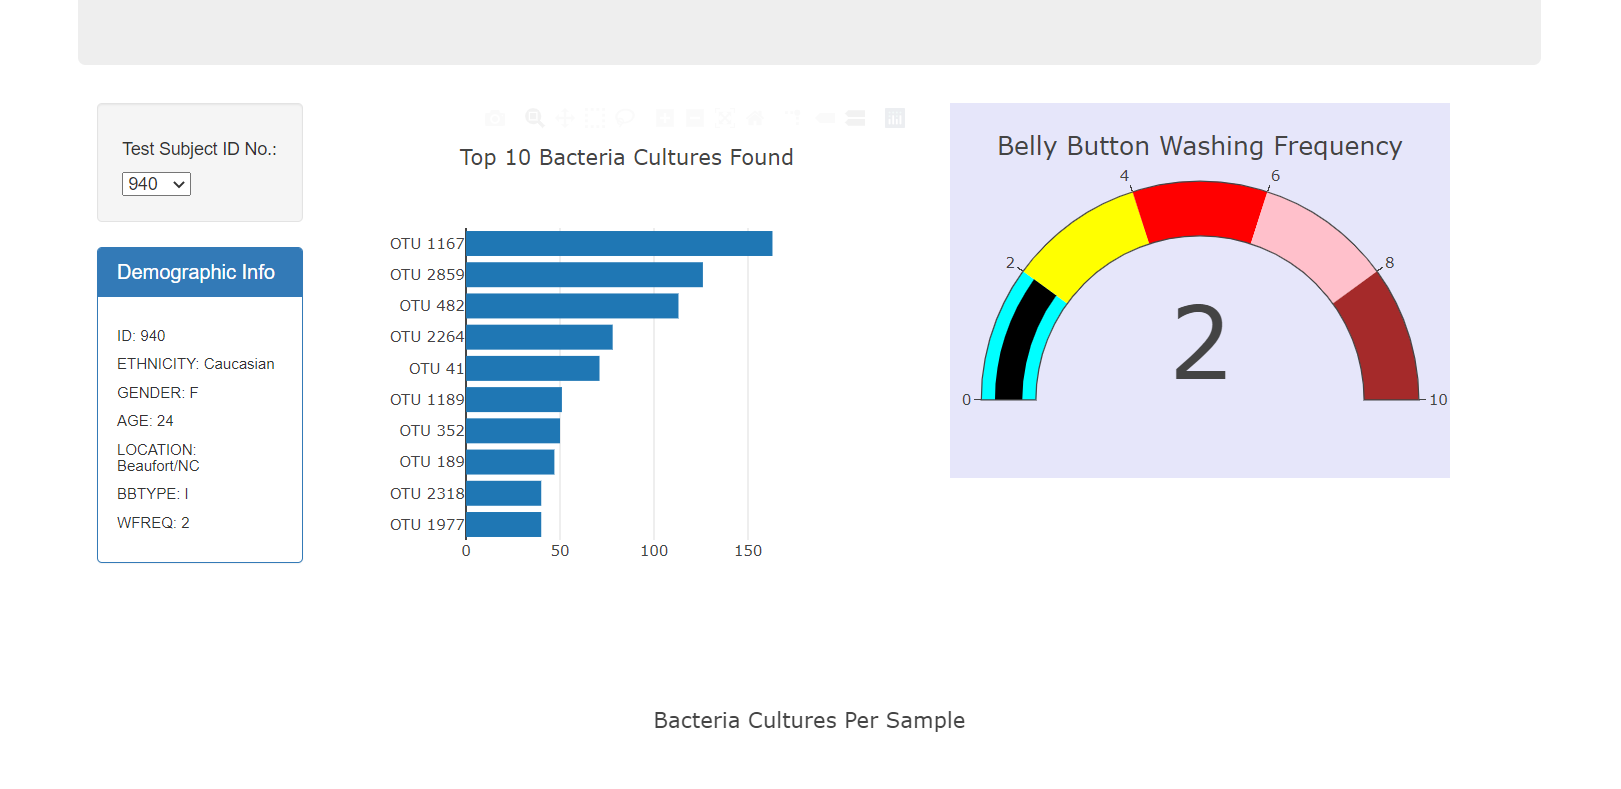 Test Subject ID No.:
940
Demographic Info
ID: 940
ETHNICITY: Caucasian
GENDER: F
AGE: 24
LOCATION:
Beaufort/NC
BBTYPE: I
WFREQ: 2
Top 10 Bacteria Cultures Found
OTU 1167
OTU 2859
OTU 482
OTU 2264
OTU 41
OTU 1189
OTU 352
OTU 189
OTU 2318
OTU 1977
0 50 100 150
Belly Button Washing Frequency
4 6
2 8
2
0 10
Bacteria Cultures Per Sample